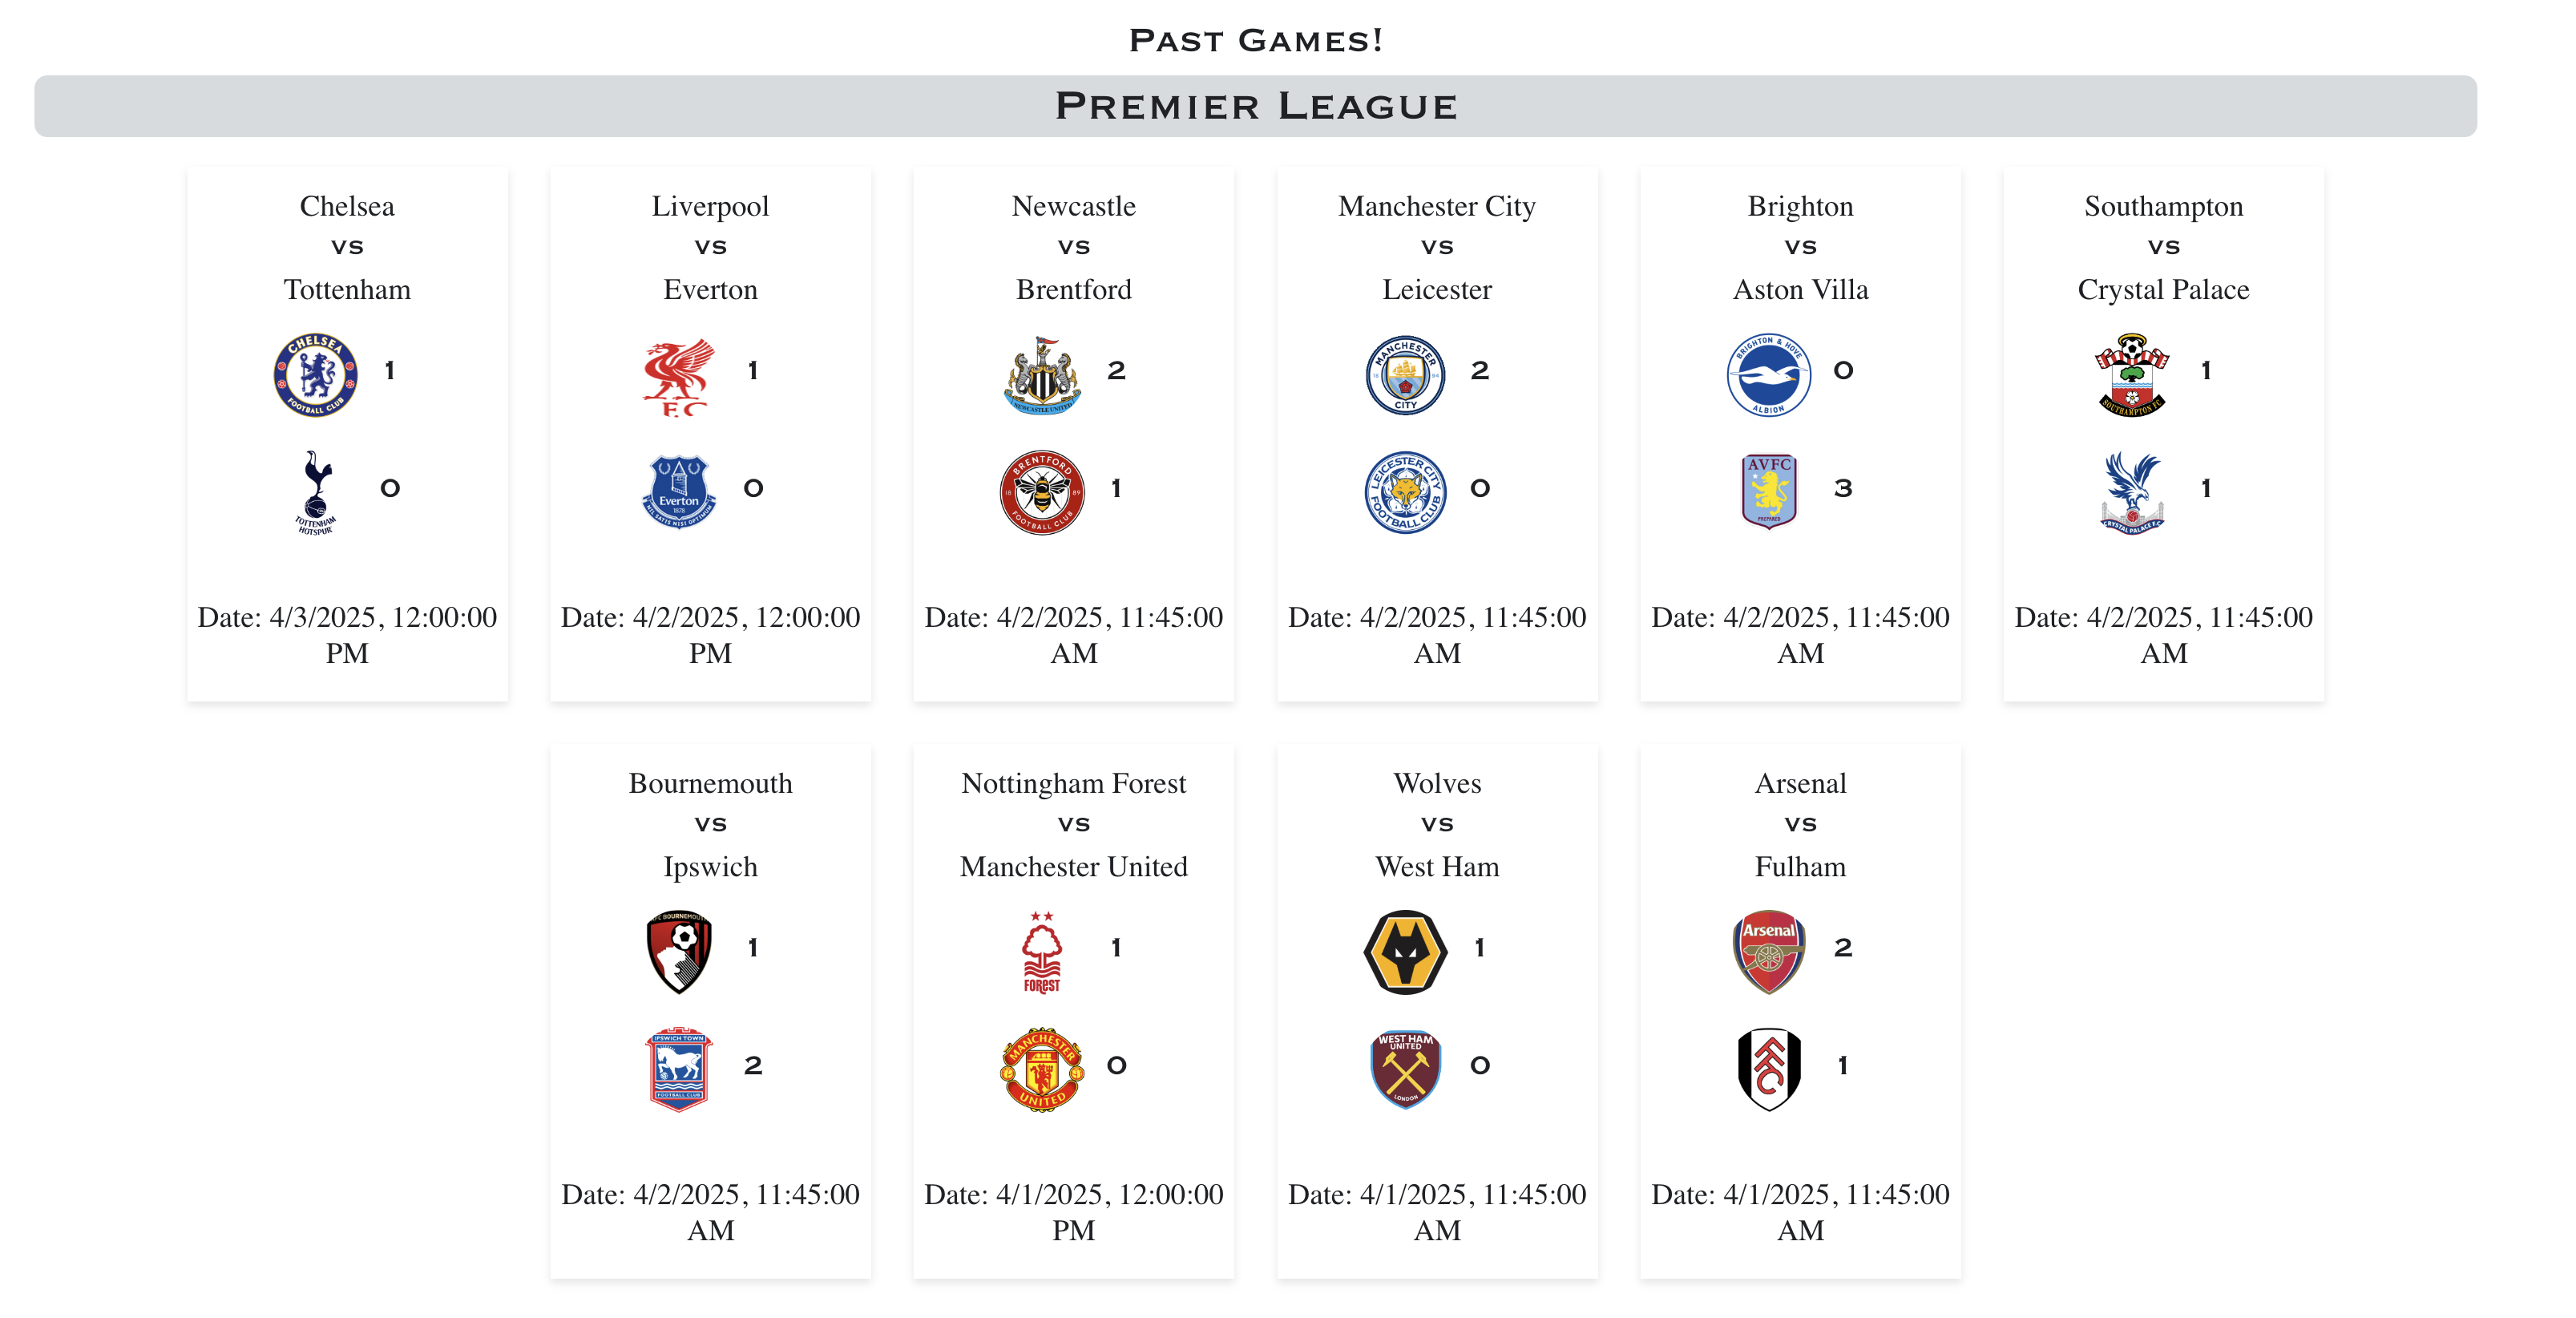 Past Games!
Premier League
Chelsea
vs
Tottenham
CHELSEA
FOOTBALL CLUB
1
TOTTENHAM
HOTSPUR
0
Date: 4/3/2025, 12:00:00
PM
Liverpool
vs
Everton
F.C
1
Everton
1878
NIL SATIS NISI OPTIMUM
0
Date: 4/2/2025, 12:00:00
PM
Newcastle
vs
Brentford
NEWCASTLE UNITED
2
BRENTFORD
18 89
FOOTBALL CLUB
1
Date: 4/2/2025, 11:45:00
AM
Manchester City
vs
Leicester
MANCHESTER
18 94
CITY
2
LEICESTER CITY
FOOTBALL CLUB
0
Date: 4/2/2025, 11:45:00
AM
Brighton
vs
Aston Villa
BRIGHTON & HOVE
ALBION
0
AVFC
PREPARED
3
Date: 4/2/2025, 11:45:00
AM
Southampton
vs
Crystal Palace
SOUTHAMPTON FC
1
CRYSTAL PALACE F.C
1
Date: 4/2/2025, 11:45:00
AM
Bournemouth
vs
Ipswich
FC BOURNEMOUTH
1
IPSWICH TOWN
FOOTBALL CLUB
2
Date: 4/2/2025, 11:45:00
AM
Nottingham Forest
vs
Manchester United
FOREST
1
MANCHESTER
UNITED
0
Date: 4/1/2025, 12:00:00
PM
Wolves
vs
West Ham
1
WEST HAM
UNITED
LONDON
0
Date: 4/1/2025, 11:45:00
AM
Arsenal
vs
Fulham
Arsenal
2
FFC
1
Date: 4/1/2025, 11:45:00
AM